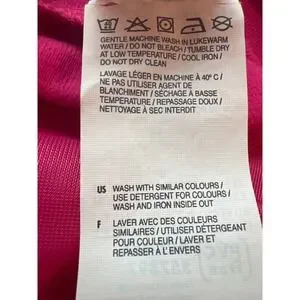 GENTLE MACHINE WASH IN LUKEWARM
WATER / DO NOT BLEACH / TUMBLE DRY
AT LOW TEMPERATURE / COOL IRON /
DO NOT DRY CLEAN
LAVAGE LÉGER EN MACHINE À 40° C /
NE PAS UTILISER AGENT DE
BLANCHIMENT / SÉCHAGE À BASSE
TEMPERATURE / REPASSAGE DOUX /
NETTOYAGE À SEC INTERDIT
US WASH WITH SIMILAR COLOURS /
USE DETERGENT FOR COLOURS /
WASH AND IRON INSIDE OUT
F LAVER AVEC DES COULEURS
SIMILAIRES / UTILISER DÉTERGENT
POUR COULEUR / LAVER ET
REPASSER À L'ENVERS